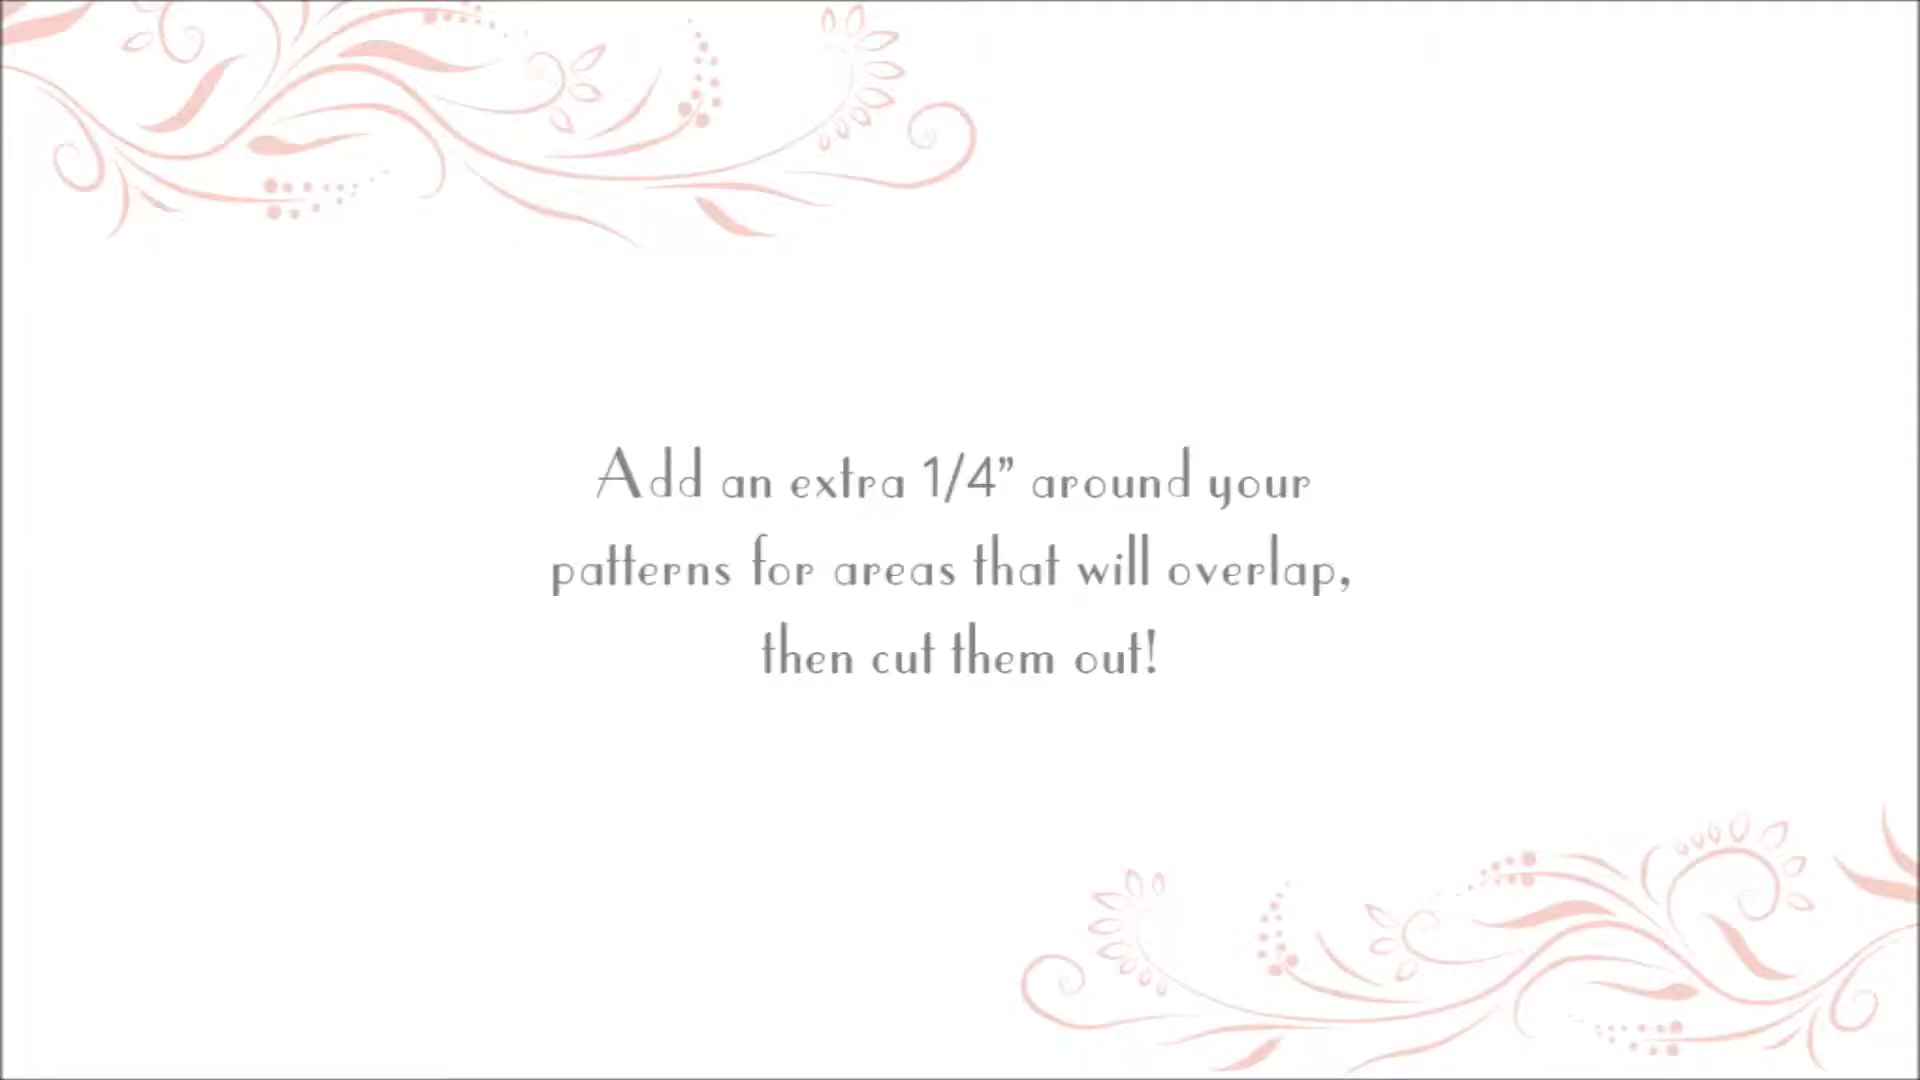 Add an extra 1/4” around your
patterns for areas that will overlap,
then cut them out!